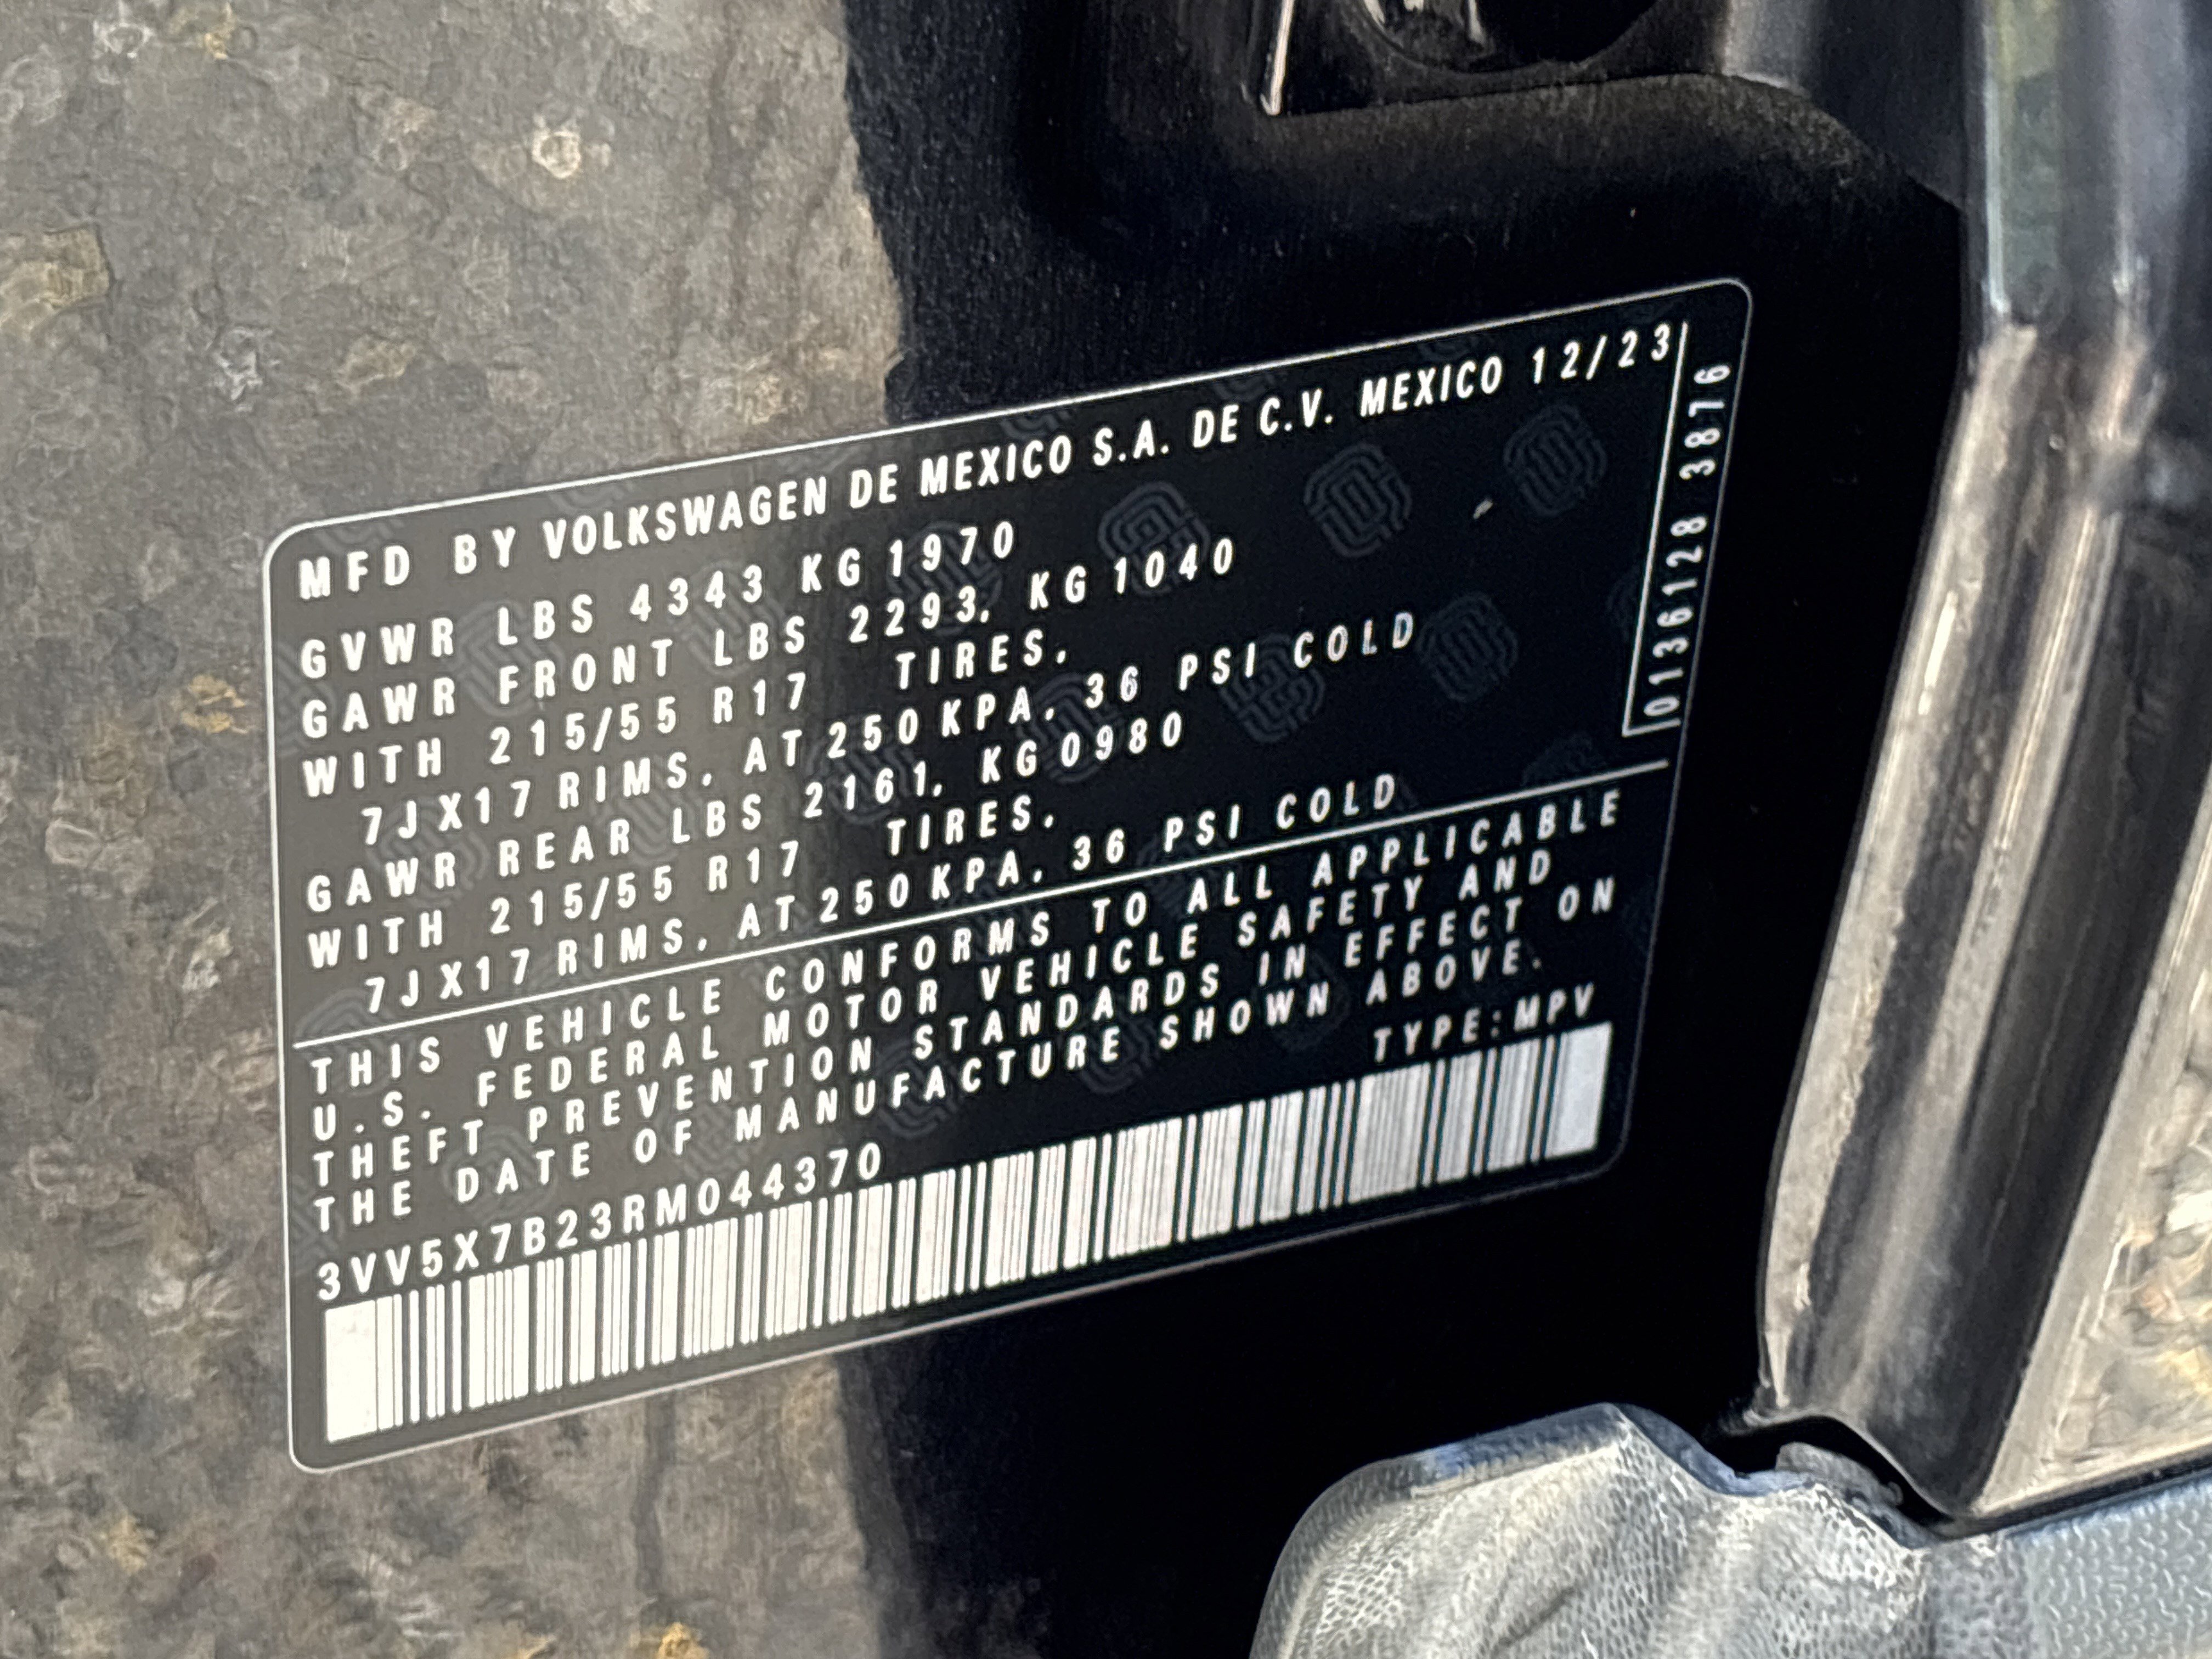 MFD BY VOLKSWAGEN DE MEXICO S.A. DE C.V. MEXICO 12/23
GVWR LBS 4343 KG 1970
GAWR FRONT LBS 2293, KG 1040
WITH 215/55 R17 TIRES,
7JX17 RIMS, AT 250 KPA, 36 PSI COLD
GAWR REAR LBS 2161, KG 0980
WITH 215/55 R17 TIRES,
7JX17 RIMS, AT 250 KPA, 36 PSI COLD
0136128 3876
THIS VEHICLE CONFORMS TO ALL APPLICABLE
U.S. FEDERAL MOTOR VEHICLE SAFETY AND
THEFT PREVENTION STANDARDS IN EFFECT ON
THE DATE OF MANUFACTURE SHOWN ABOVE.
3VV5X7B23RM044370 TYPE:MPV